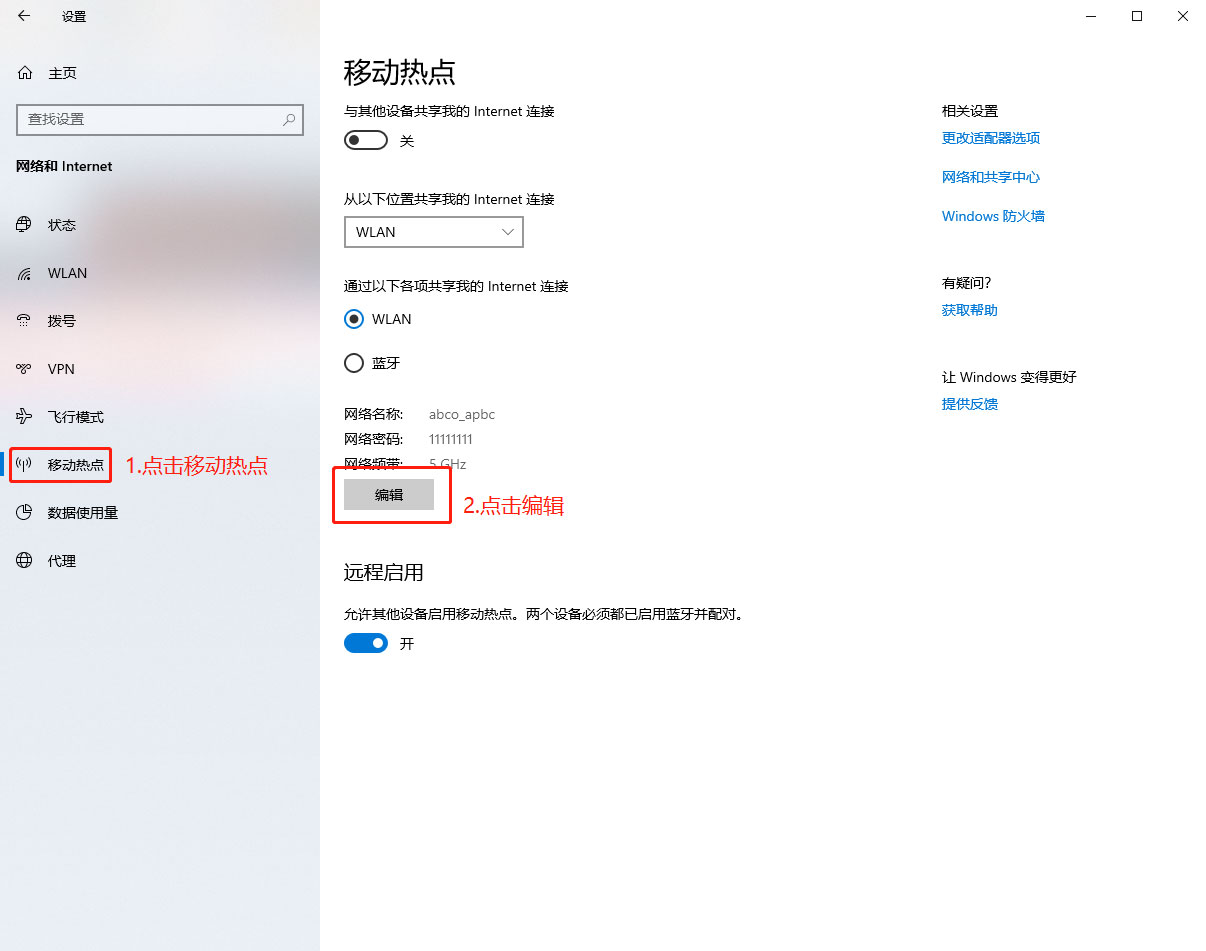 设置
主页
查找设置
网络和 Internet
状态
WLAN
拨号
VPN
飞行模式
移动热点
1.点击移动热点
数据使用量
代理
移动热点
与其他设备共享我的 Internet 连接
关
从以下位置共享我的 Internet 连接
WLAN
通过以下各项共享我的 Internet 连接
WLAN
蓝牙
网络名称: abco_apbc
网络密码: 11111111
网络频带: 5 GHz
编辑
2.点击编辑
远程启用
允许其他设备启用移动热点。两个设备必须都已启用蓝牙并配对。
开
相关设置
更改适配器选项
网络和共享中心
Windows 防火墙
有疑问?
获取帮助
让 Windows 变得更好
提供反馈